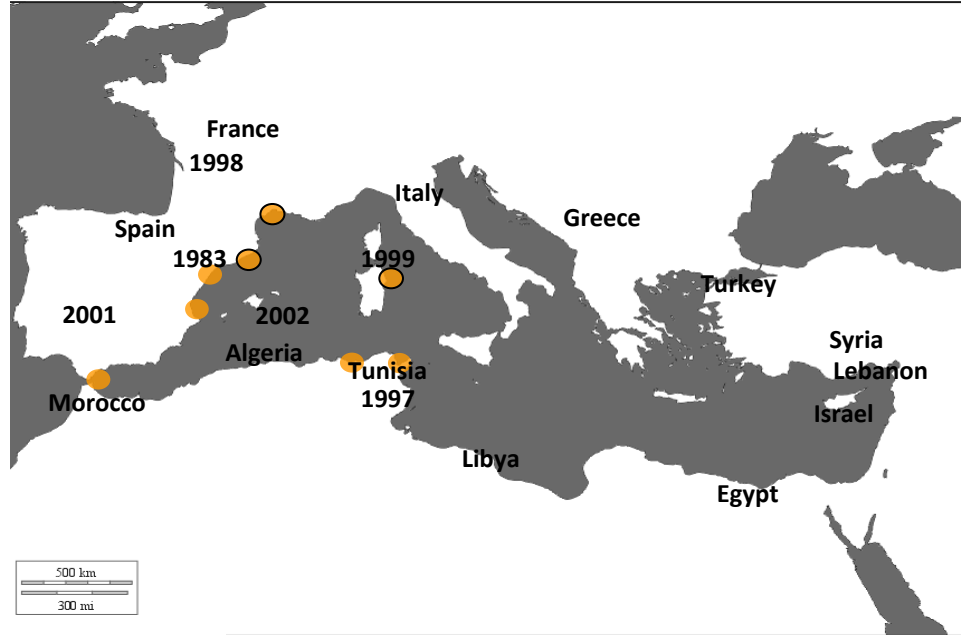 France
1998
Italy
Spain
Greece
1983
1999
Turkey
2001
2002
Syria
Algeria
Tunisia
Lebanon
Morocco
1997
Israel
Libya
Egypt
500 km
300 mi